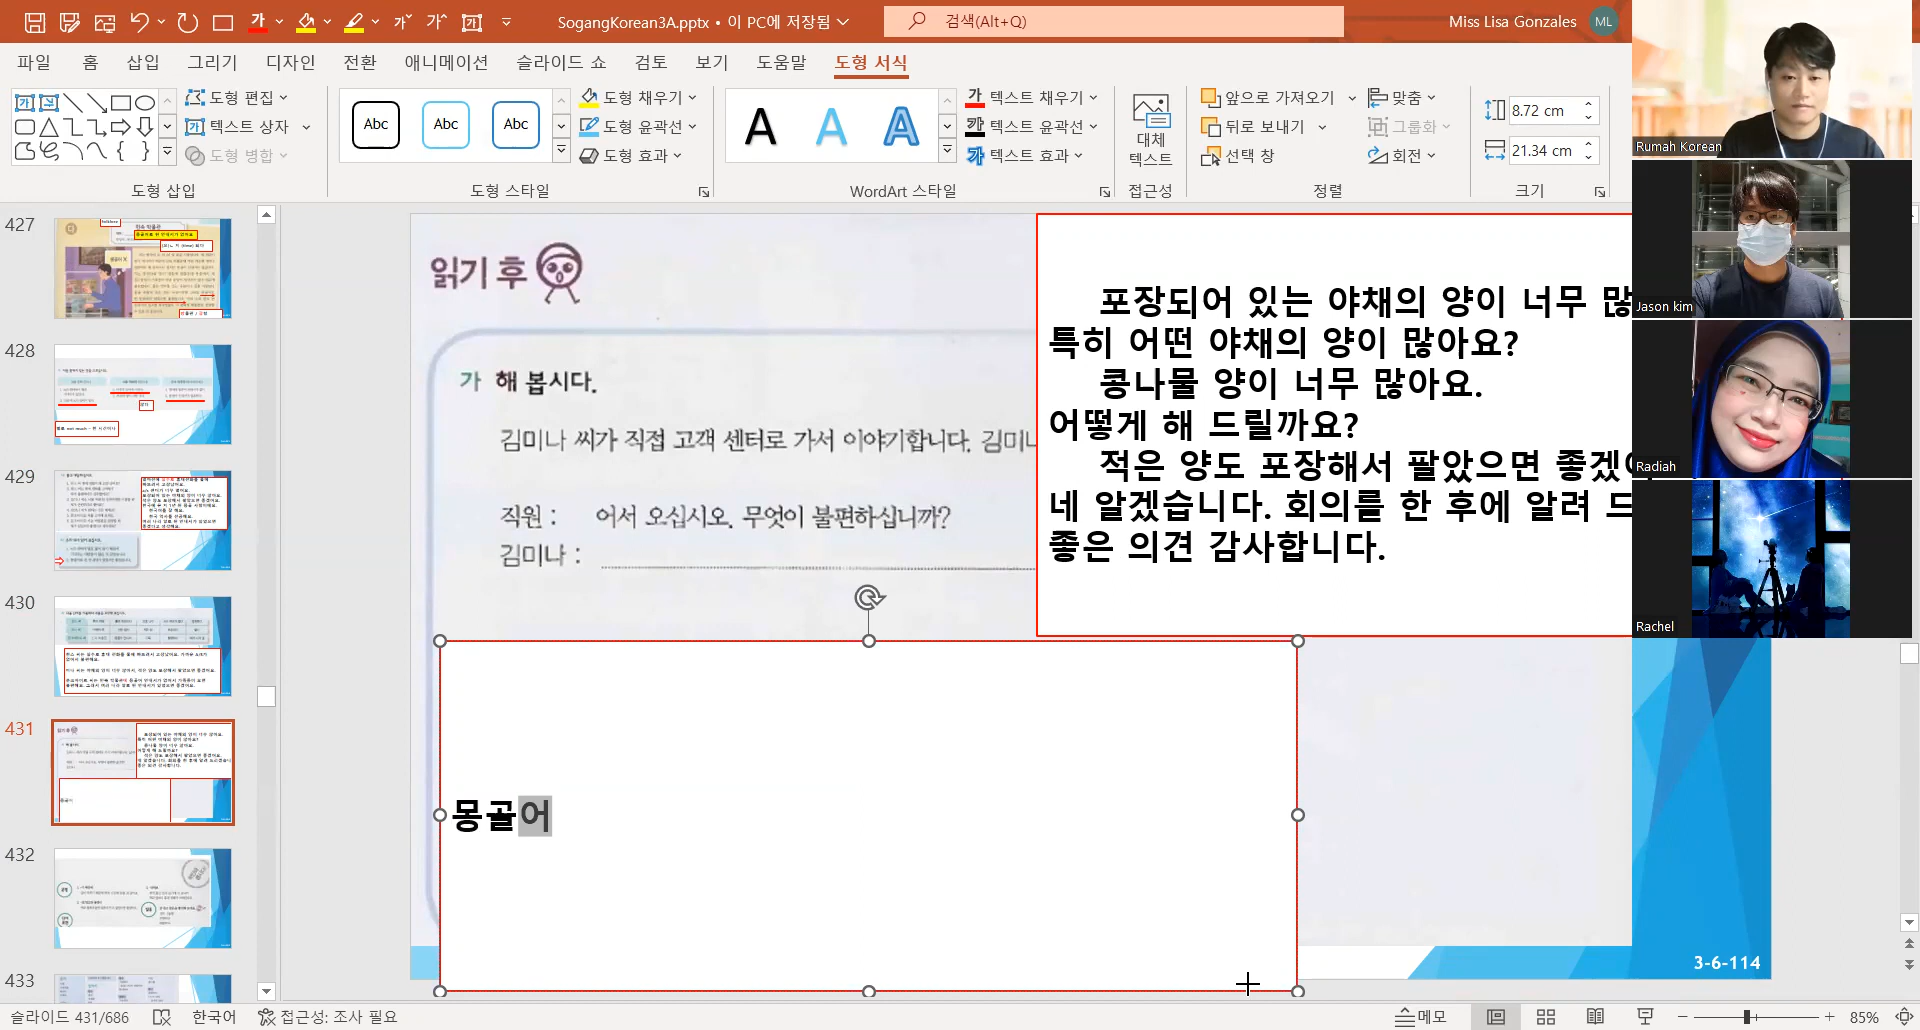 SogangKorean3A.pptx • 이 PC에 저장됨
검색(Alt+Q)
Miss Lisa Gonzales
ML
파일 홈 삽입 그리기 디자인 전환 애니메이션 슬라이드 쇼 검토 보기 도움말 도형 서식
도형 편집
텍스트 상자
도형 병합
도형 삽입
Abc Abc Abc
도형 채우기
도형 윤곽선
도형 효과
도형 스타일
A A A
텍스트 채우기
텍스트 윤곽선
텍스트 효과
WordArt 스타일
대체
텍스트
접근성
앞으로 가져오기
뒤로 보내기
선택 창
맞춤
그룹화
회전
정렬
8.72 cm
21.34 cm
크기
Rumah Korean
Jason kim
Radiah
Rachel
427
428
429
430
431
432
433
읽기 후
가 해 봅시다.
김미나 씨가 직접 고객 센터로 가서 이야기합니다. 김미나
직원 : 어서 오십시오. 무엇이 불편하십니까?
김미나 :
포장되어 있는 야채의 양이 너무 많
특히 어떤 야채의 양이 많아요?
콩나물 양이 너무 많아요.
어떻게 해 드릴까요?
적은 양도 포장해서 팔았으면 좋겠어
네 알겠습니다. 회의를 한 후에 알려 드
좋은 의견 감사합니다.
몽골어
3-6-114
슬라이드 431/686
한국어
접근성: 조사 필요
메모
85%